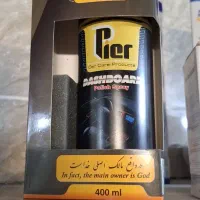 Pier
Car Care Products
DASHBOARD
Polish Spray
در واقع مالک اصلی خداست
In fact, the main owner is God
400 ml